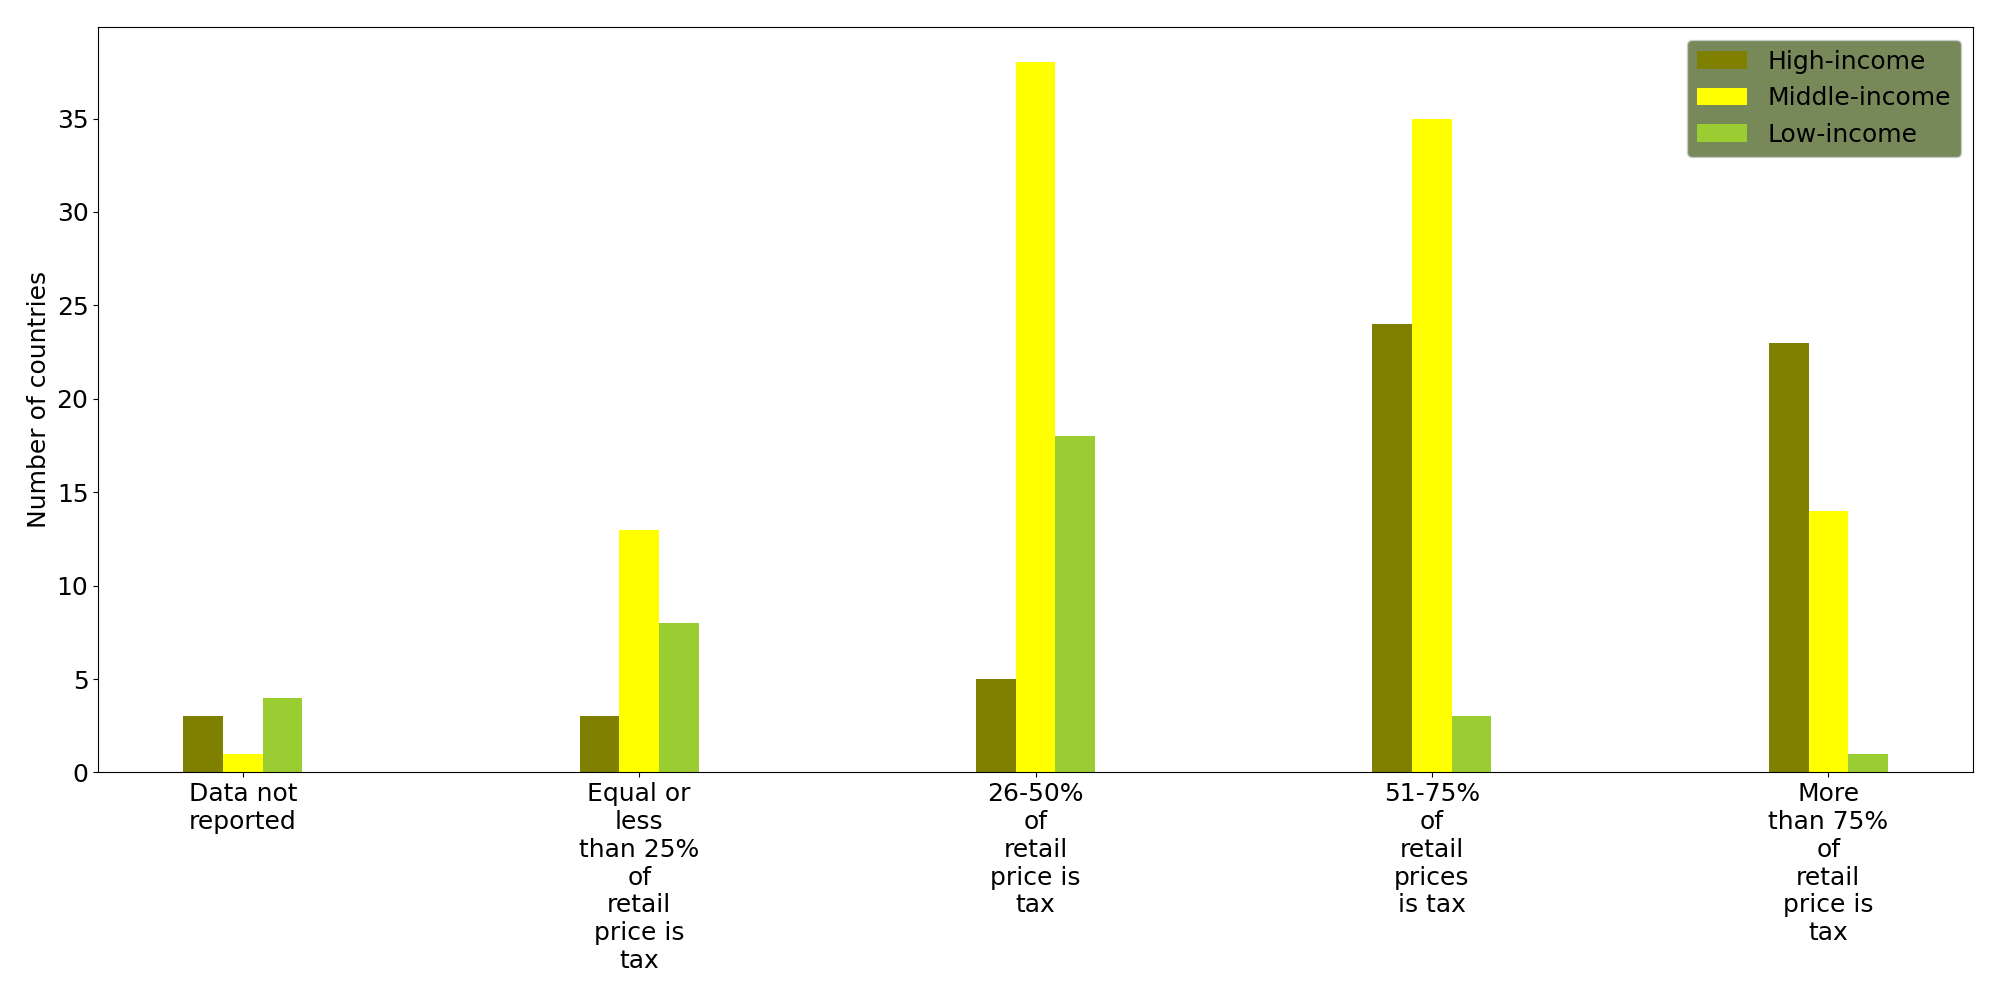 High-income
Middle-income
Low-income
Number of countries
35
30
25
20
15
10
5
0
Data not
reported
Equal or
less
than 25%
of
retail
price is
tax
26-50%
of
retail
price is
tax
51-75%
of
retail
prices
is tax
More
than 75%
of
retail
price is
tax